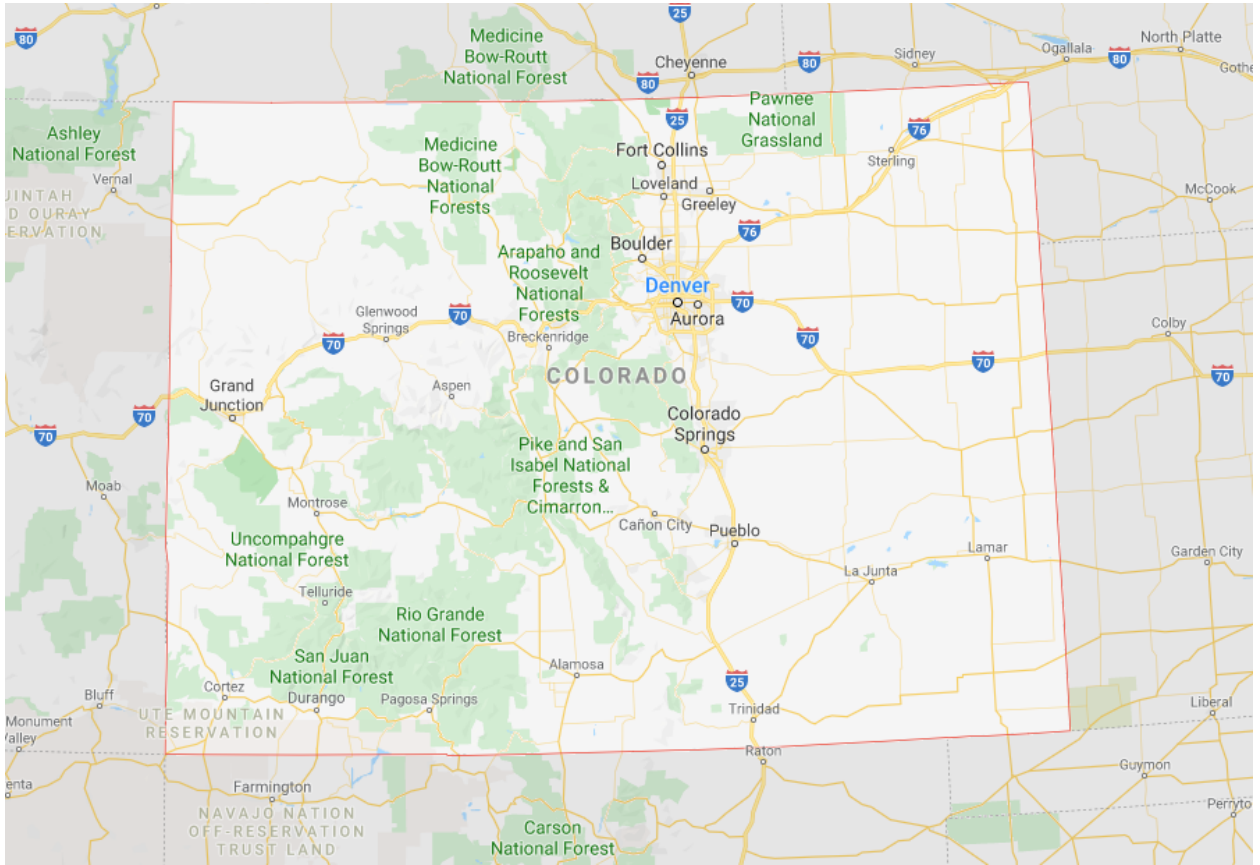 25
80
Medicine
Bow-Routt
National Forest
Cheyenne
80
80
Sidney
Ogallala
80
North Platte
Gothe
Ashley
National Forest
Vernal
UINTAH
D OURAY
ERVATION
Medicine
Bow-Routt
National
Forests
25
Pawnee
National
Grassland
76
Sterling
Fort Collins
Loveland
Greeley
McCook
76
Boulder
Arapaho and
Roosevelt
National
Forests
Denver
70
Aurora
Glenwood
Springs
70
70
Breckenridge
70
70
Colby
70
COLORADO
Aspen
Grand
Junction
70
70
Colorado
Springs
Pike and San
Isabel National
Forests &
Cimarron...
Moab
Montrose
Cañon City
Pueblo
Uncompahgre
National Forest
Lamar
Garden City
La Junta
Telluride
Rio Grande
National Forest
San Juan
National Forest
Alamosa
25
Cortez
Durango
Pagosa Springs
Trinidad
Bluff
UTE MOUNTAIN
RESERVATION
Monument
Valley
Liberal
Raton
enta
Farmington
Guymon
NAVAJO NATION
OFF-RESERVATION
TRUST LAND
Carson
National Forest
Perryto